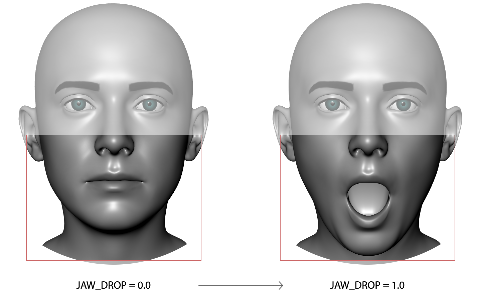 JAW_DROP = 0.0
JAW_DROP = 1.0